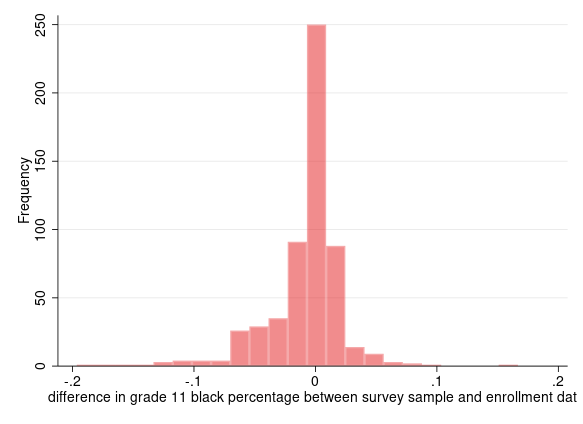 250
200
150
100
50
0
Frequency
-.2 -.1 0 .1 .2
difference in grade 11 black percentage between survey sample and enrollment dat